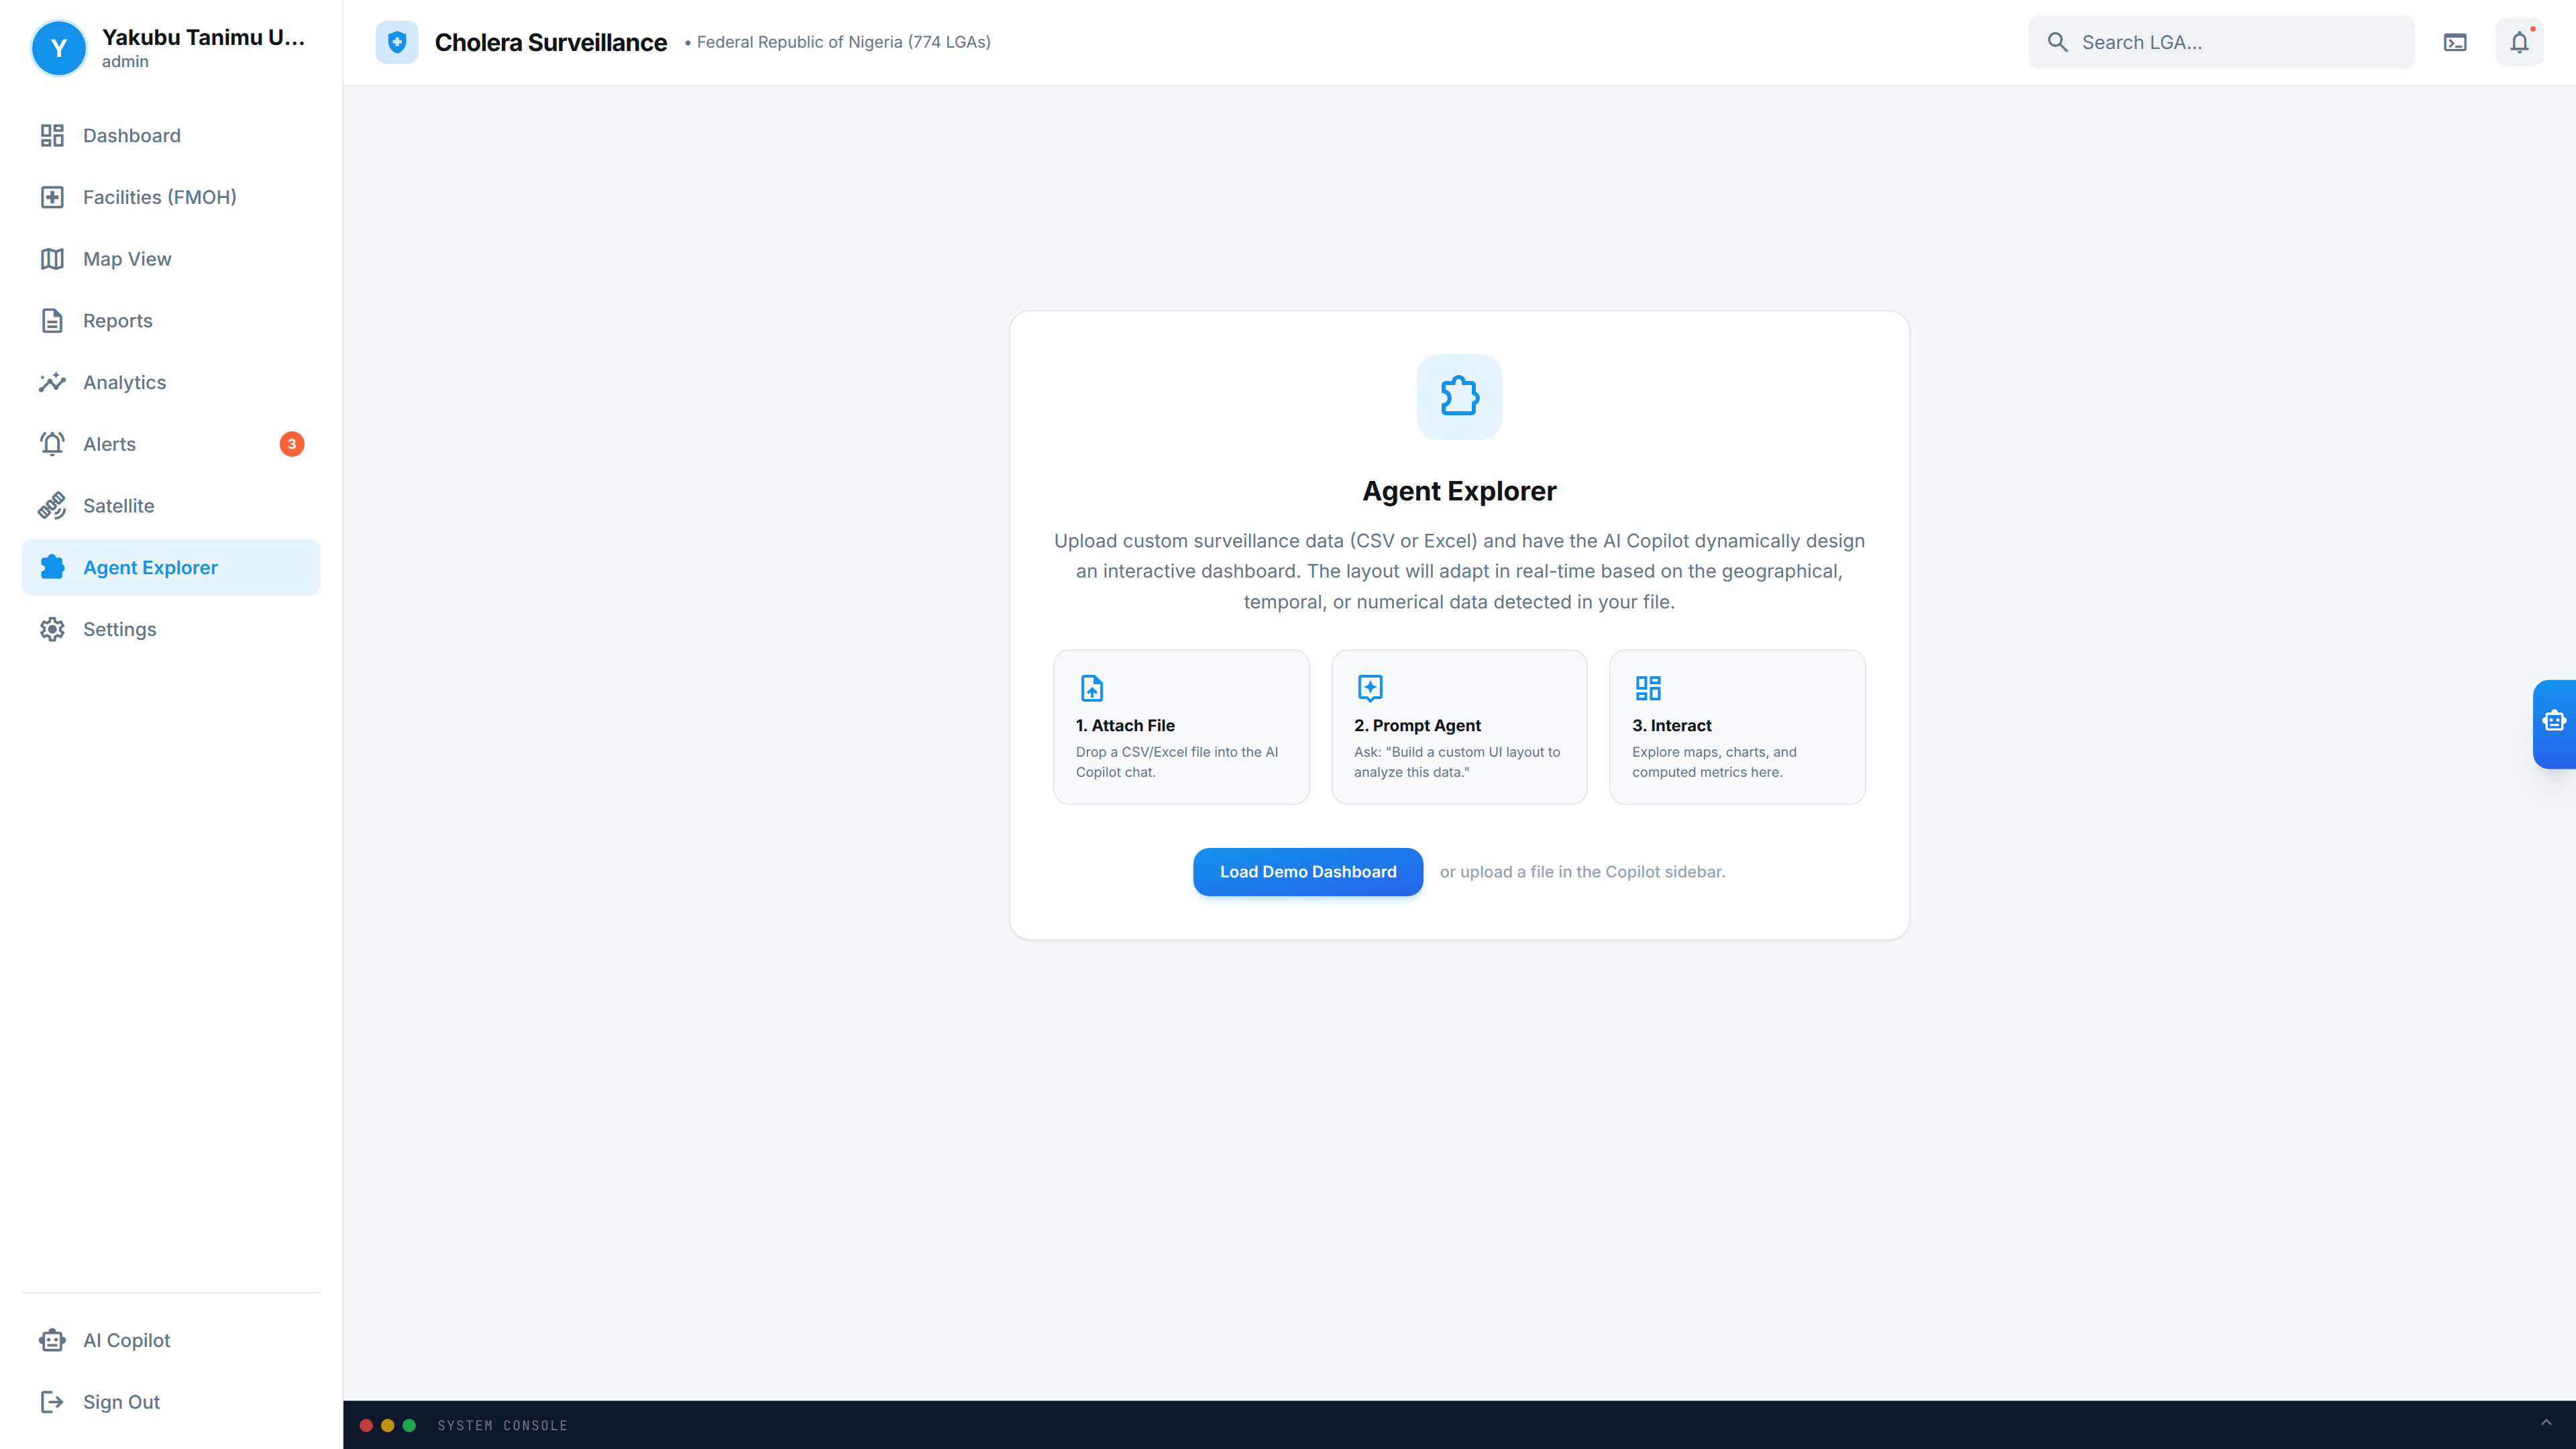 Y
Yakubu Tanimu U...
admin
Dashboard
Facilities (FMOH)
Map View
Reports
Analytics
Alerts
3
Satellite
Agent Explorer
Settings
AI Copilot
Sign Out
Cholera Surveillance
• Federal Republic of Nigeria (774 LGAs)
Search LGA...
Agent Explorer
Upload custom surveillance data (CSV or Excel) and have the AI Copilot dynamically design
an interactive dashboard. The layout will adapt in real-time based on the geographical,
temporal, or numerical data detected in your file.
1. Attach File
Drop a CSV/Excel file into the AI
Copilot chat.
2. Prompt Agent
Ask: "Build a custom UI layout to
analyze this data."
3. Interact
Explore maps, charts, and
computed metrics here.
Load Demo Dashboard
or upload a file in the Copilot sidebar.
SYSTEM CONSOLE